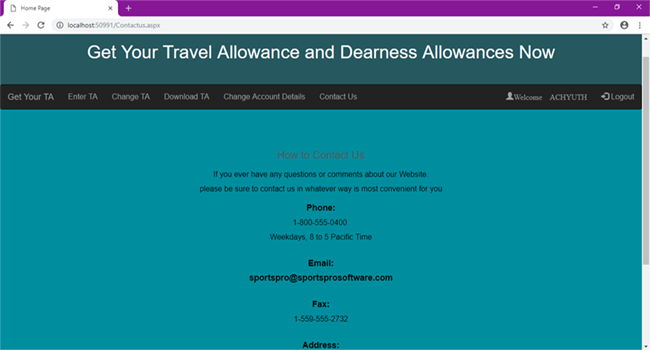 Home Page
localhost:50991/Contactus.aspx
Get Your Travel Allowance and Dearness Allowances Now
Get Your TA Enter TA Change TA Download TA Change Account Details Contact Us Welcome ACHYUTH Logout
How to Contact Us
If you ever have any questions or comments about our Website,
please be sure to contact us in whatever way is most convenient for you
Phone:
1-800-555-0400
Weekdays, 8 to 5 Pacific Time
Email:
sportspro@sportsprosoftware.com
Fax:
1-559-555-2732
Address: